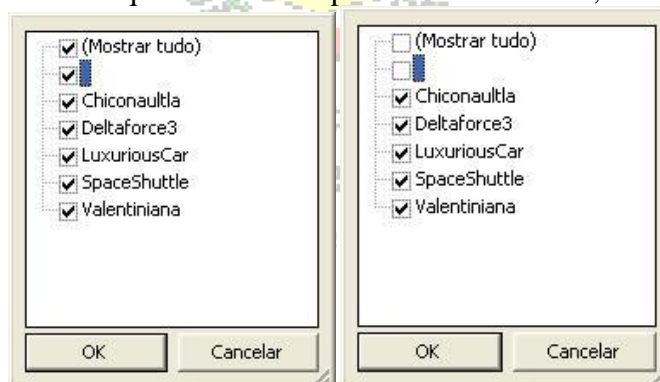 (Mostrar tudo)
Chiconaultla
Deltaforce3
LuxuriousCar
SpaceShuttle
Valentiniana
OK Cancelar
(Mostrar tudo)
Chiconaultla
Deltaforce3
LuxuriousCar
SpaceShuttle
Valentiniana
OK Cancelar